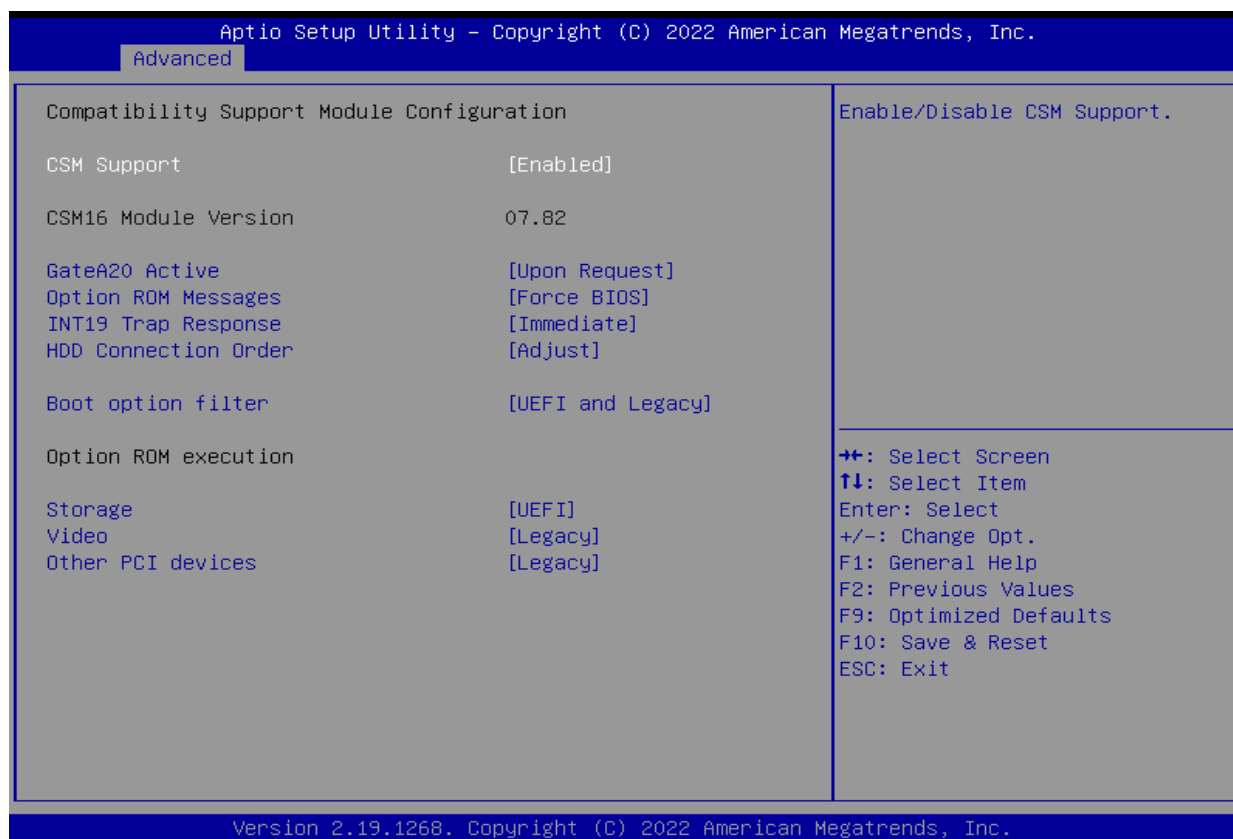 Aptio Setup Utility – Copyright (C) 2022 American Megatrends, Inc.
Advanced
Compatibility Support Module Configuration
CSM Support [Enabled]
CSM16 Module Version 07.82
GateA20 Active [Upon Request]
Option ROM Messages [Force BIOS]
INT19 Trap Response [Immediate]
HDD Connection Order [Adjust]
Boot option filter [UEFI and Legacy]
Option ROM execution
Storage [UEFI]
Video [Legacy]
Other PCI devices [Legacy]
Enable/Disable CSM Support.
→←: Select Screen
↑↓: Select Item
Enter: Select
+/-: Change Opt.
F1: General Help
F2: Previous Values
F9: Optimized Defaults
F10: Save & Reset
ESC: Exit
Version 2.19.1268. Copyright (C) 2022 American Megatrends, Inc.